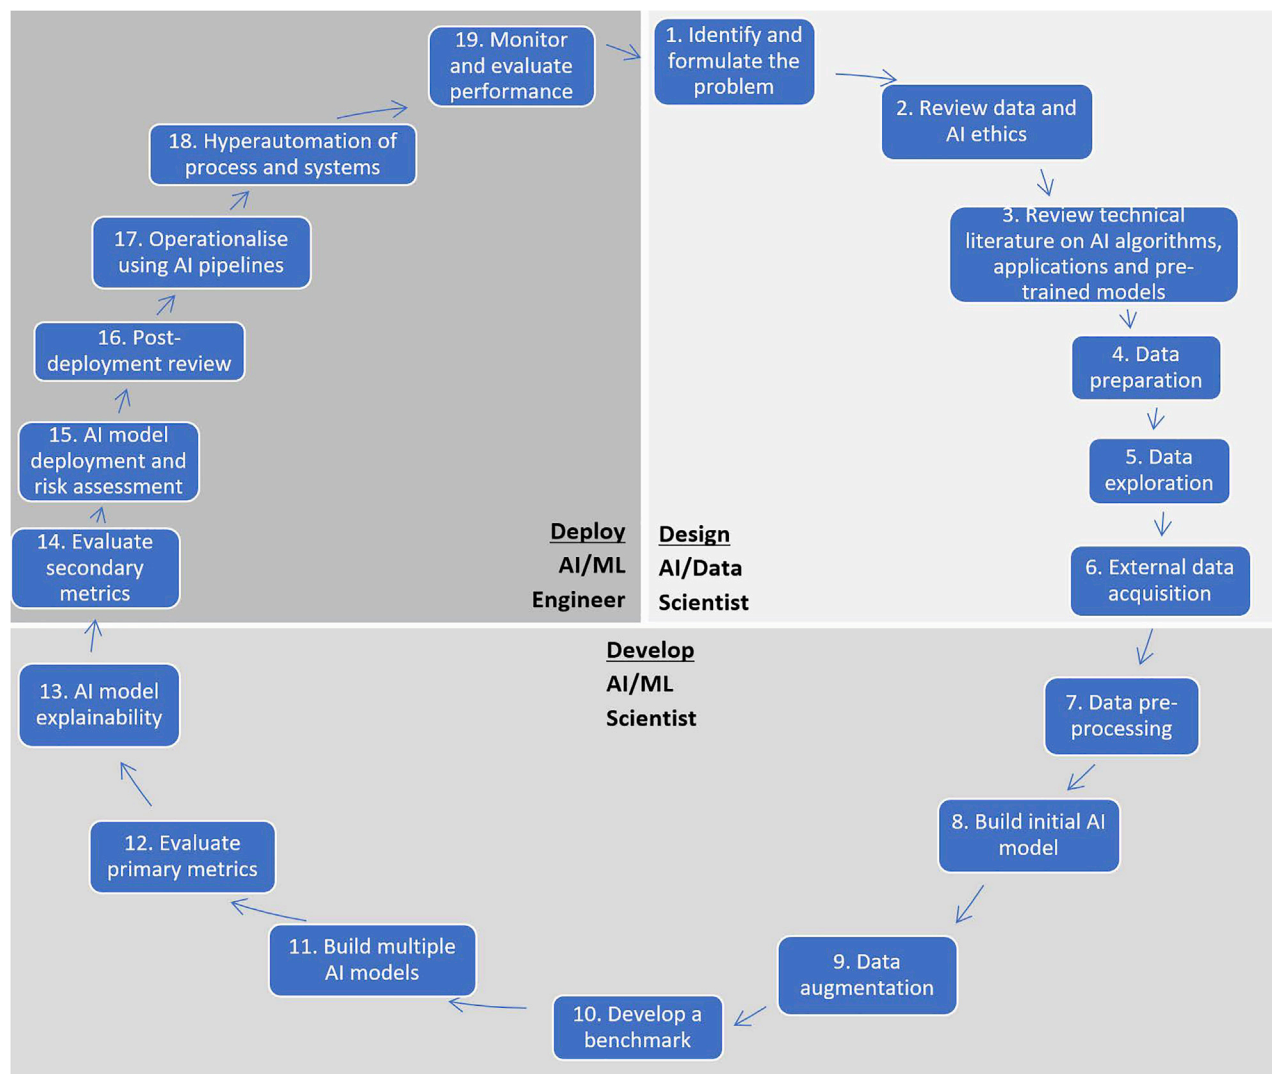 1. Identify and
formulate the
problem
2. Review data and
AI ethics
3. Review technical
literature on AI algorithms,
applications and pre-
trained models
4. Data
preparation
5. Data
exploration
6. External data
acquisition
7. Data pre-
processing
8. Build initial AI
model
9. Data
augmentation
10. Develop a
benchmark
11. Build multiple
AI models
12. Evaluate
primary metrics
13. AI model
explainability
14. Evaluate
secondary
metrics
15. AI model
deployment and
risk assessment
16. Post-
deployment review
17. Operationalise
using AI pipelines
18. Hyperautomation of
process and systems
19. Monitor
and evaluate
performance
Deploy
AI/ML
Engineer
Design
AI/Data
Scientist
Develop
AI/ML
Scientist